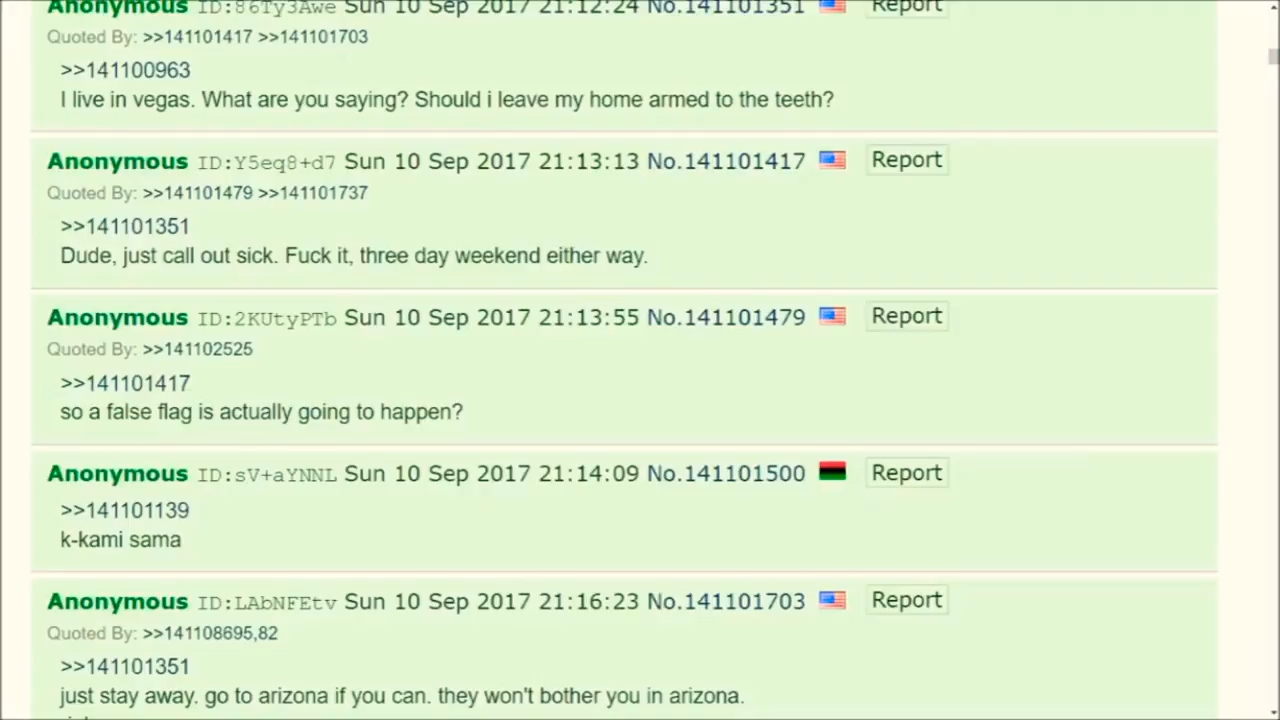 Anonymous ID:86Ty3Awe Sun 10 Sep 2017 21:12:24 No.141101351 Report
Quoted By: >>141101417 >>141101703
>>141100963
I live in vegas. What are you saying? Should i leave my home armed to the teeth?
Anonymous ID:Y5eq8+d7 Sun 10 Sep 2017 21:13:13 No.141101417 Report
Quoted By: >>141101479 >>141101737
>>141101351
Dude, just call out sick. Fuck it, three day weekend either way.
Anonymous ID:2KUtyPTb Sun 10 Sep 2017 21:13:55 No.141101479 Report
Quoted By: >>141102525
>>141101417
so a false flag is actually going to happen?
Anonymous ID:sV+aYNNL Sun 10 Sep 2017 21:14:09 No.141101500 Report
>>141101139
k-kami sama
Anonymous ID:LAbNFEtv Sun 10 Sep 2017 21:16:23 No.141101703 Report
Quoted By: >>141108695,82
>>141101351
just stay away. go to arizona if you can. they won't bother you in arizona.